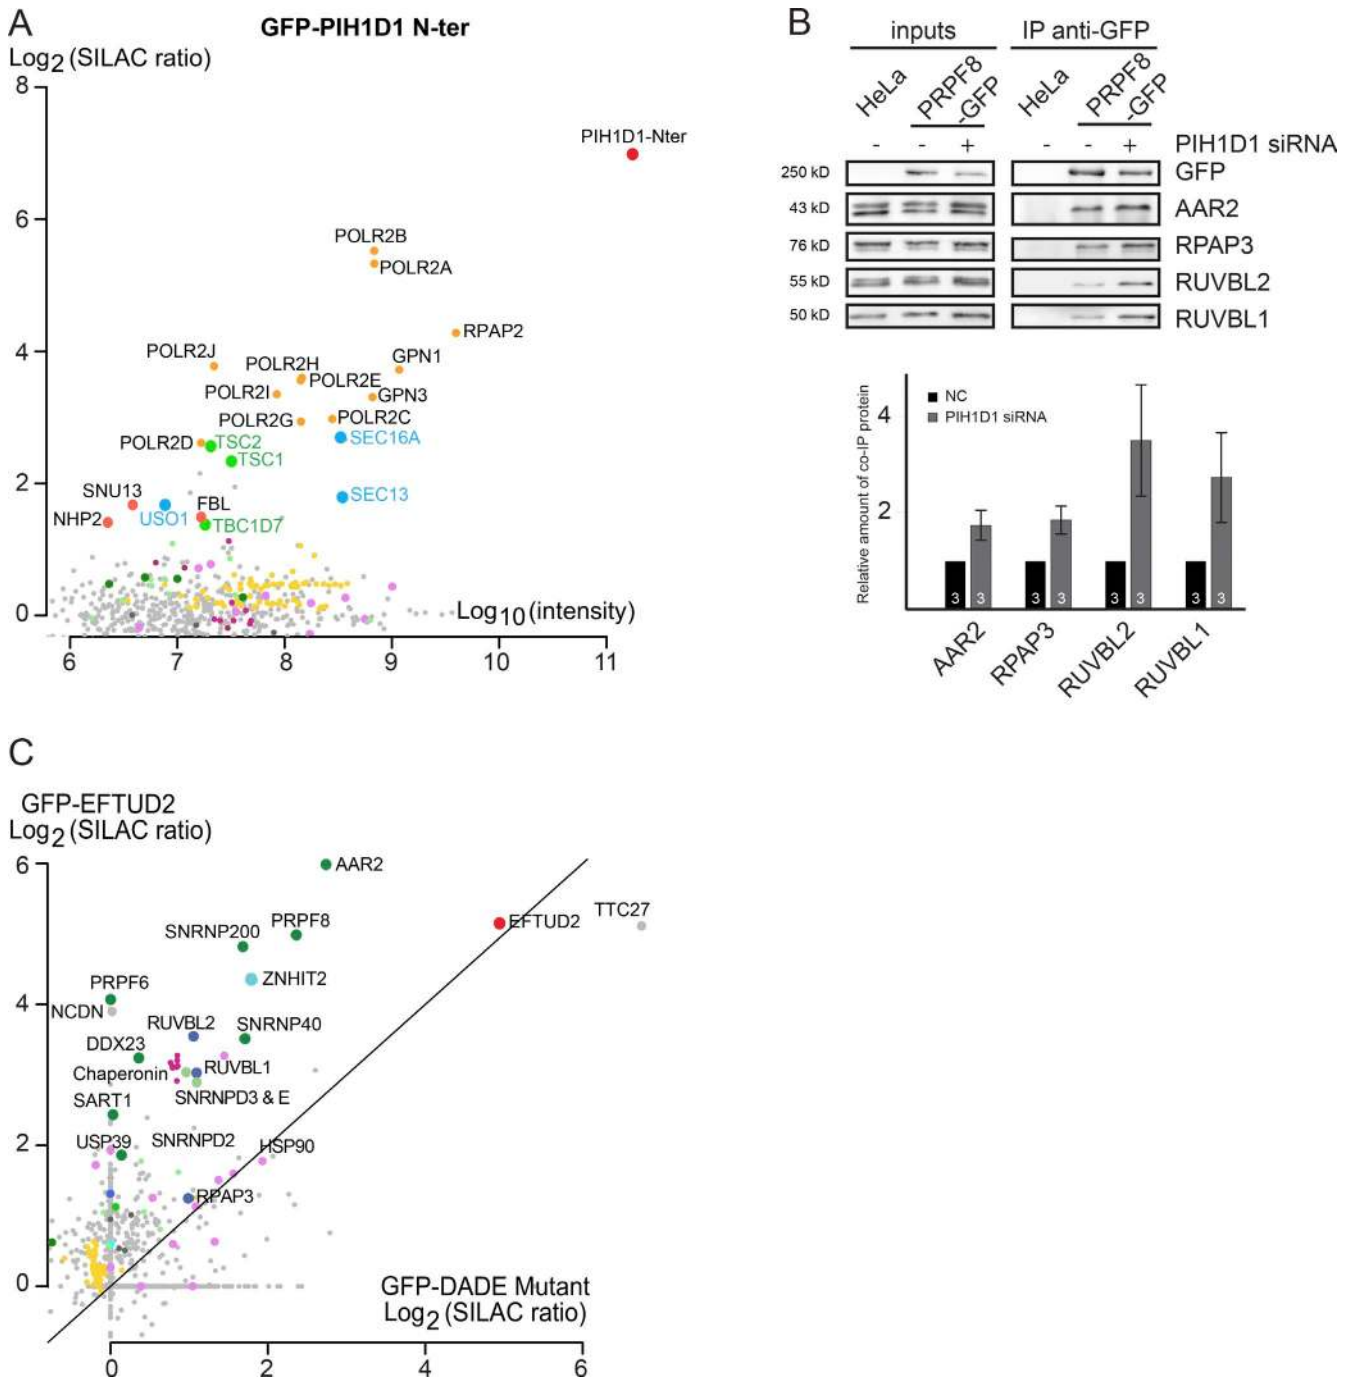 A
GFP-PIH1D1 N-ter
Log2 (SILAC ratio)
8
6
4
2
0
PIH1D1-Nter
POLR2B
POLR2A
RPAP2
POLR2J
POLR2H
GPN1
POLR2I
POLR2E
GPN3
POLR2G
POLR2C
POLR2D
TSC2
SEC16A
TSC1
SNU13
SEC13
NHP2
USO1
FBL
TBC1D7
Log10 (intensity)
6 7 8 9 10 11
B
inputs IP anti-GFP
HeLa PRPF8 -GFP HeLa PRPF8 -GFP
- - + - - + PIH1D1 siRNA
250 kD GFP
43 kD AAR2
76 kD RPAP3
55 kD RUVBL2
50 kD RUVBL1
Relative amount of co-IP protein
4
2
NC
PIH1D1 siRNA
3 3 3 3 3 3 3 3
AAR2 RPAP3 RUVBL2 RUVBL1
C
GFP-EFTUD2
Log2 (SILAC ratio)
6
4
2
0
AAR2
SNRNP200
PRPF8
EFTUD2
TTC27
PRPF6
ZNHIT2
NCDN
RUVBL2
SNRNP40
DDX23
Chaperonin
RUVBL1
SNRNPD3 & E
SART1
USP39
SNRNPD2
HSP90
RPAP3
GFP-DADE Mutant
Log2 (SILAC ratio)
0 2 4 6